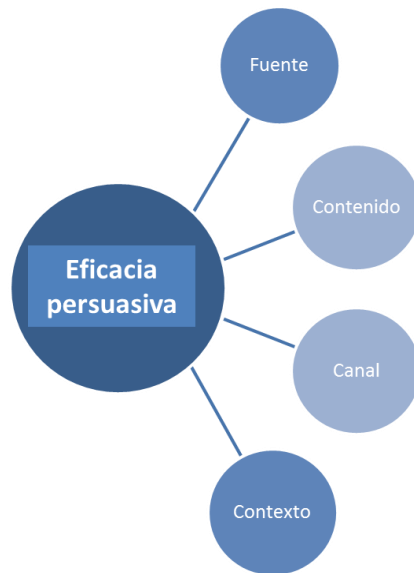 Fuente
Contenido
Eficacia
persuasiva
Canal
Contexto